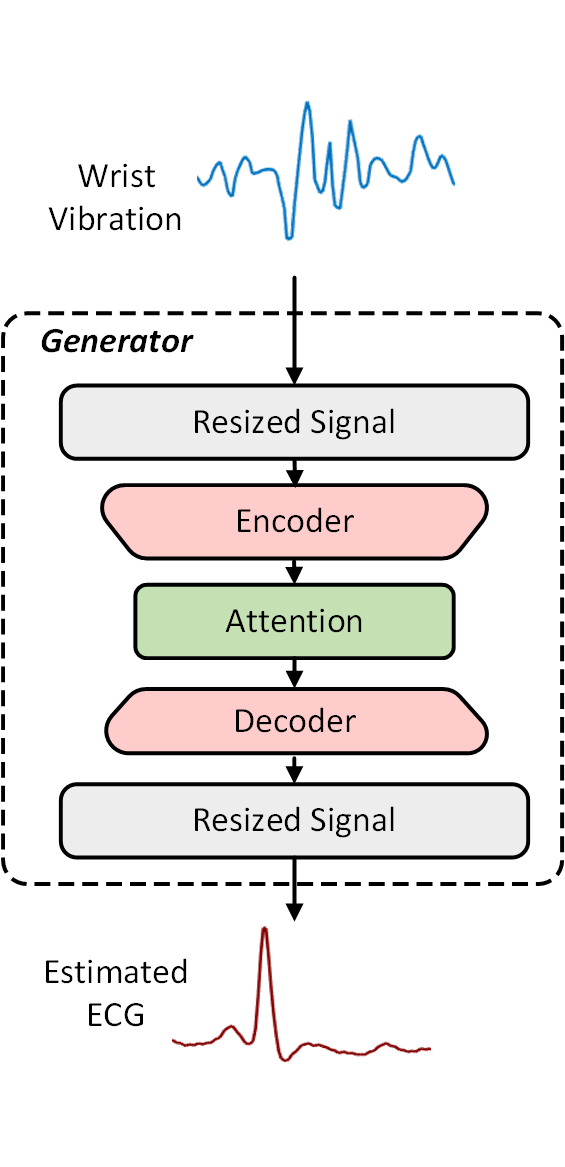 Wrist
Vibration
Generator
Resized Signal
Encoder
Attention
Decoder
Resized Signal
Estimated
ECG